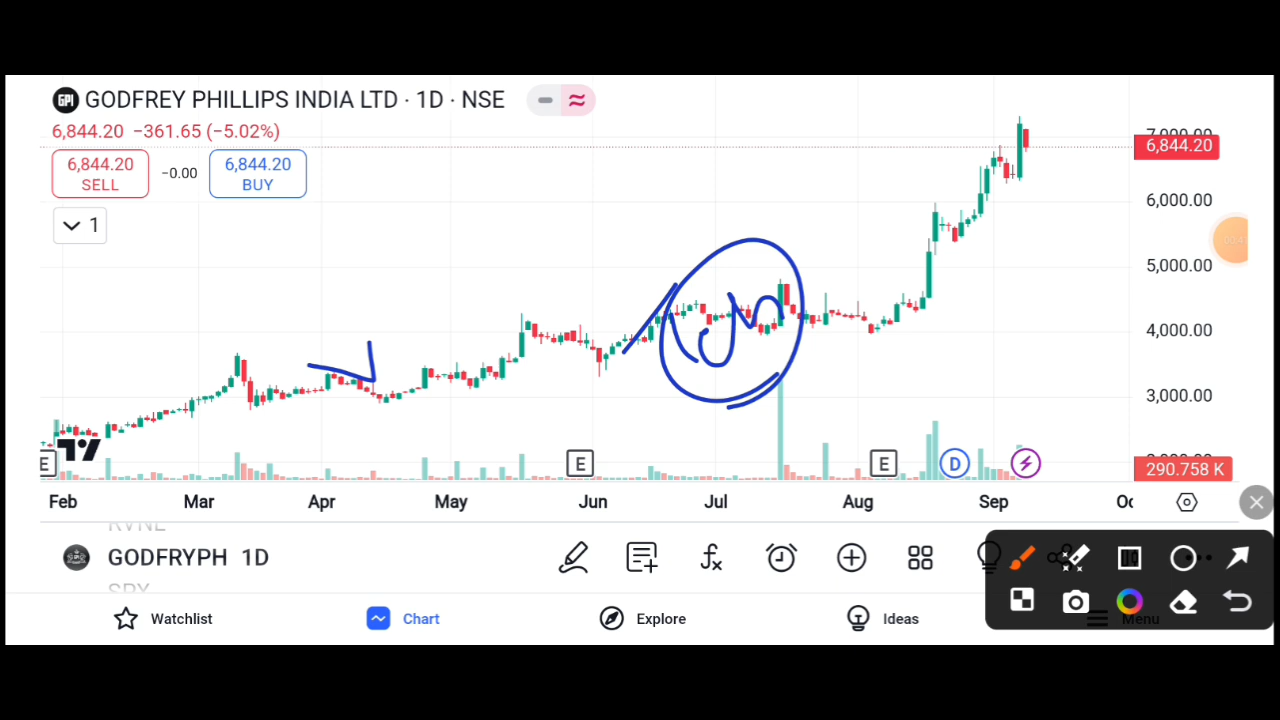 GPI GODFREY PHILLIPS INDIA LTD · 1D · NSE
6,844.20 −361.65 (−5.02%)
6,844.20 SELL −0.00 6,844.20 BUY
1
7,000.00
6,844.20
6,000.00
5,000.00
4,000.00
3,000.00
290.758 K
E E E D
Feb Mar Apr May Jun Jul Aug Sep
RVNL
GODFRYPH 1D
SPY
Watchlist Chart Explore Ideas Menu